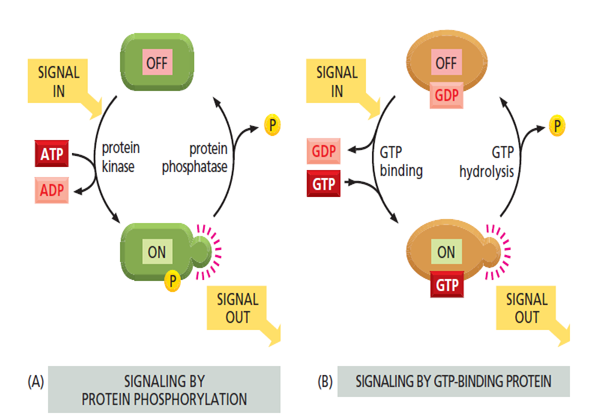 OFF
SIGNAL
IN
ATP
ADP
protein
kinase
protein
phosphatase
P
ON
P
SIGNAL
OUT
(A)
SIGNALING BY
PROTEIN PHOSPHORYLATION
OFF
GDP
SIGNAL
IN
GDP
GTP
GTP
binding
GTP
hydrolysis
P
ON
GTP
SIGNAL
OUT
(B)
SIGNALING BY GTP-BINDING PROTEIN